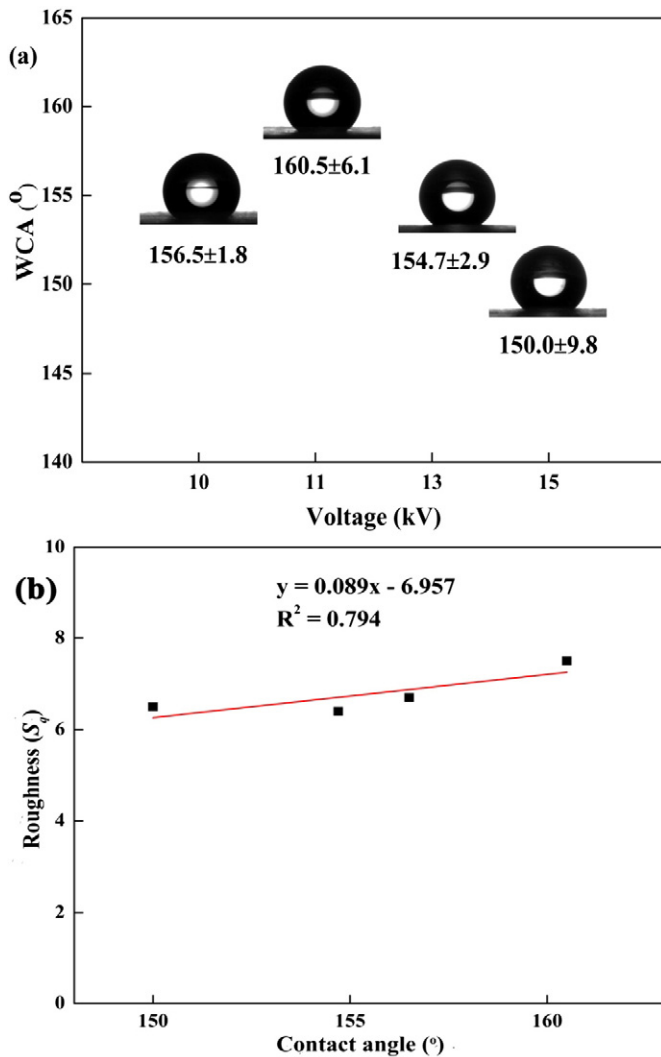 (a)
165
160
155
150
145
140
WCA (°)
160.5±6.1
156.5±1.8
154.7±2.9
150.0±9.8
10
11
13
15
Voltage (kV)
(b)
10
8
6
4
2
0
Roughness (Sq)
y = 0.089x - 6.957
R² = 0.794
150
155
160
Contact angle (°)